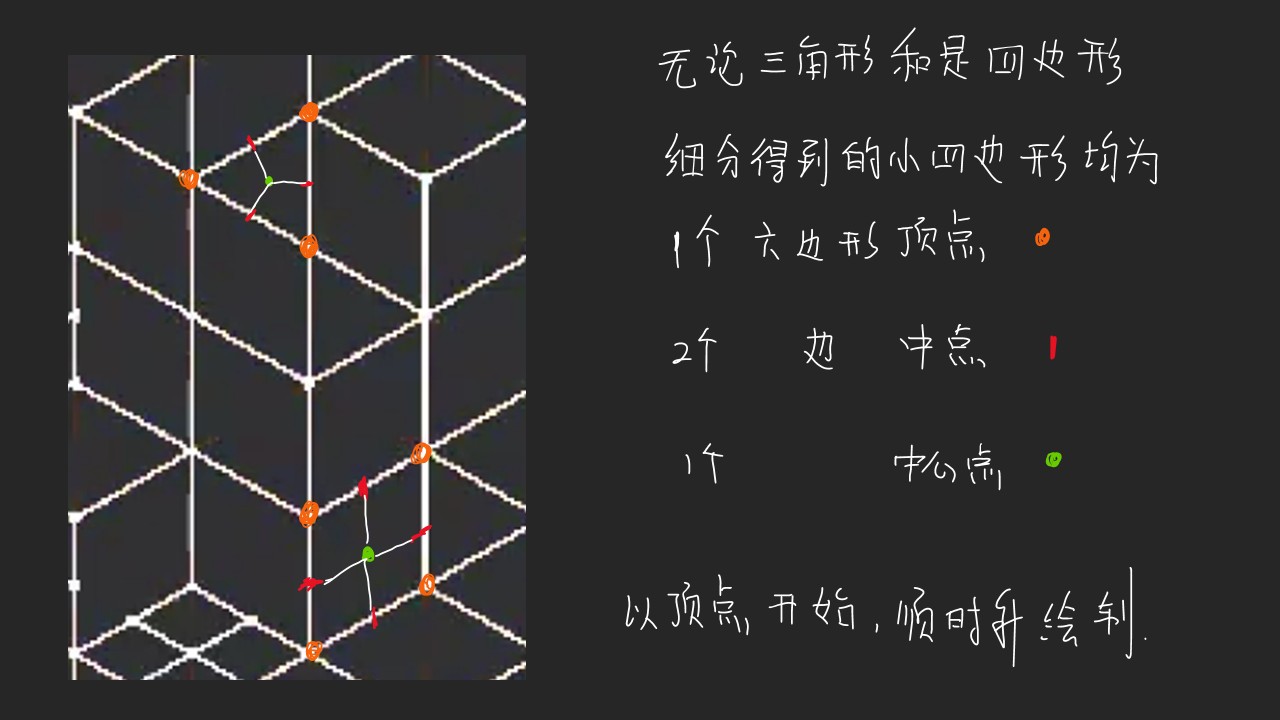 无论三角形和是四边形
细分得到的小四边形均为
1个 六边形顶点
2个 边 中点
1个 中心点
以顶点开始,顺时针绘制.